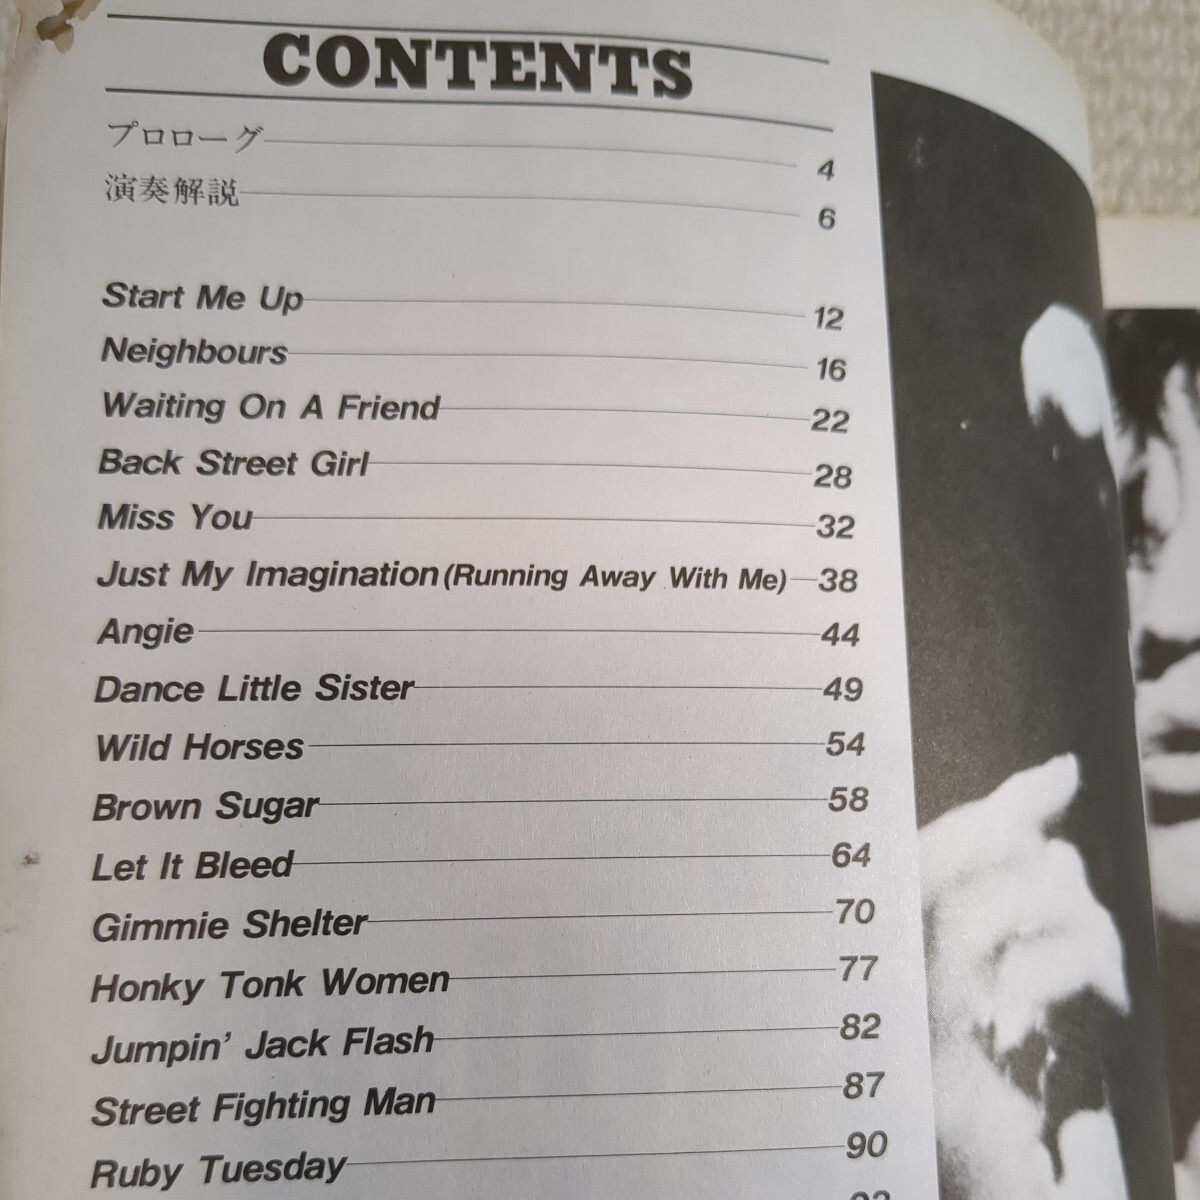 CONTENTS
プロローグ 4
演奏解説 6
Start Me Up 12
Neighbours 16
Waiting On A Friend 22
Back Street Girl 28
Miss You 32
Just My Imagination (Running Away With Me) 38
Angie 44
Dance Little Sister 49
Wild Horses 54
Brown Sugar 58
Let It Bleed 64
Gimmie Shelter 70
Honky Tonk Women 77
Jumpin' Jack Flash 82
Street Fighting Man 87
Ruby Tuesday 90